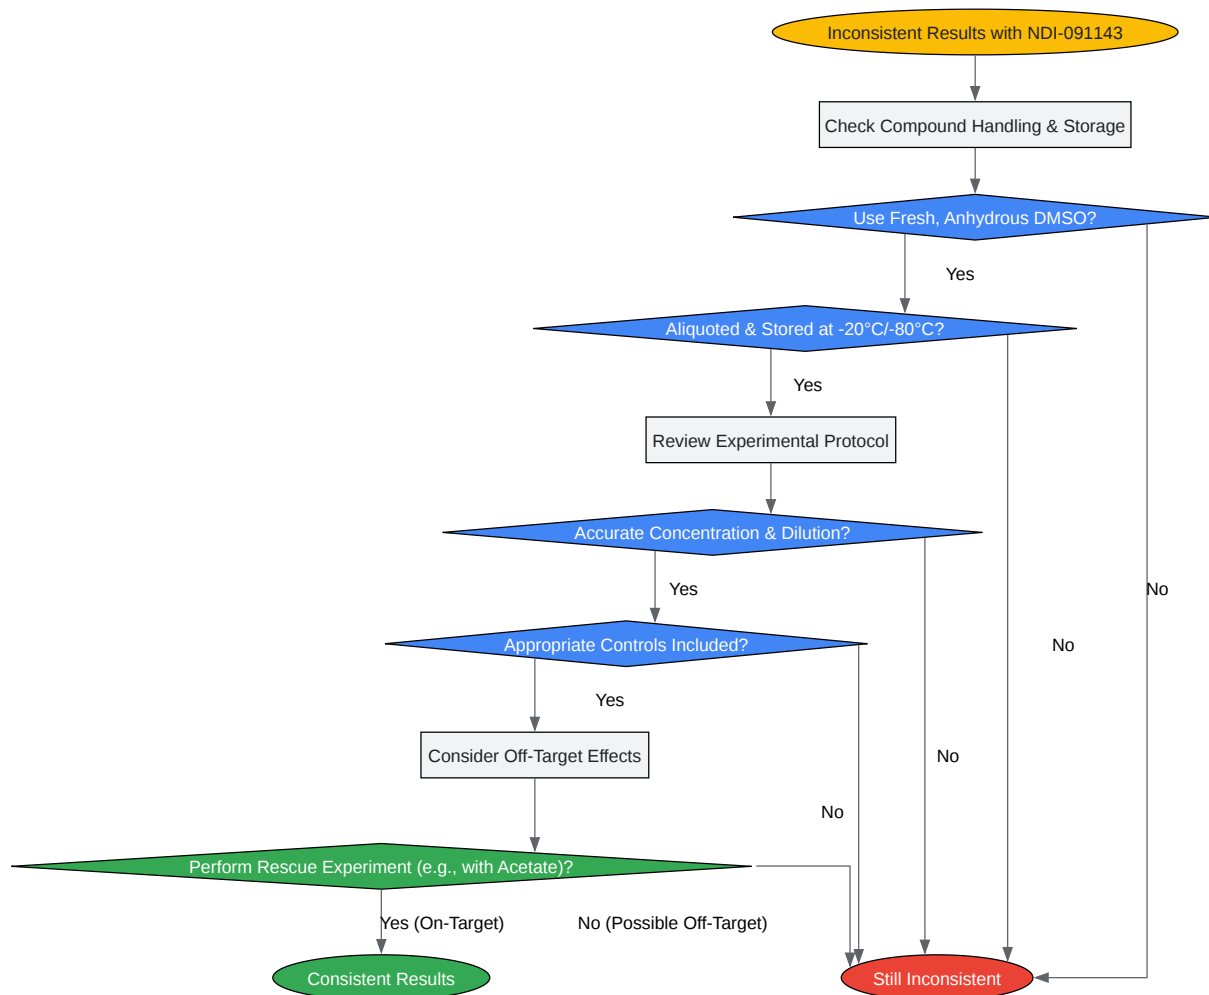 Inconsistent Results with NDI-091143
Check Compound Handling & Storage
Use Fresh, Anhydrous DMSO?
Yes
Aliquoted & Stored at -20°C/-80°C?
Yes
Review Experimental Protocol
Accurate Concentration & Dilution?
Yes
No
Appropriate Controls Included?
No
Yes
Consider Off-Target Effects
No
No
Perform Rescue Experiment (e.g., with Acetate)?
Yes (On-Target)
No (Possible Off-Target)
Consistent Results
Still Inconsistent